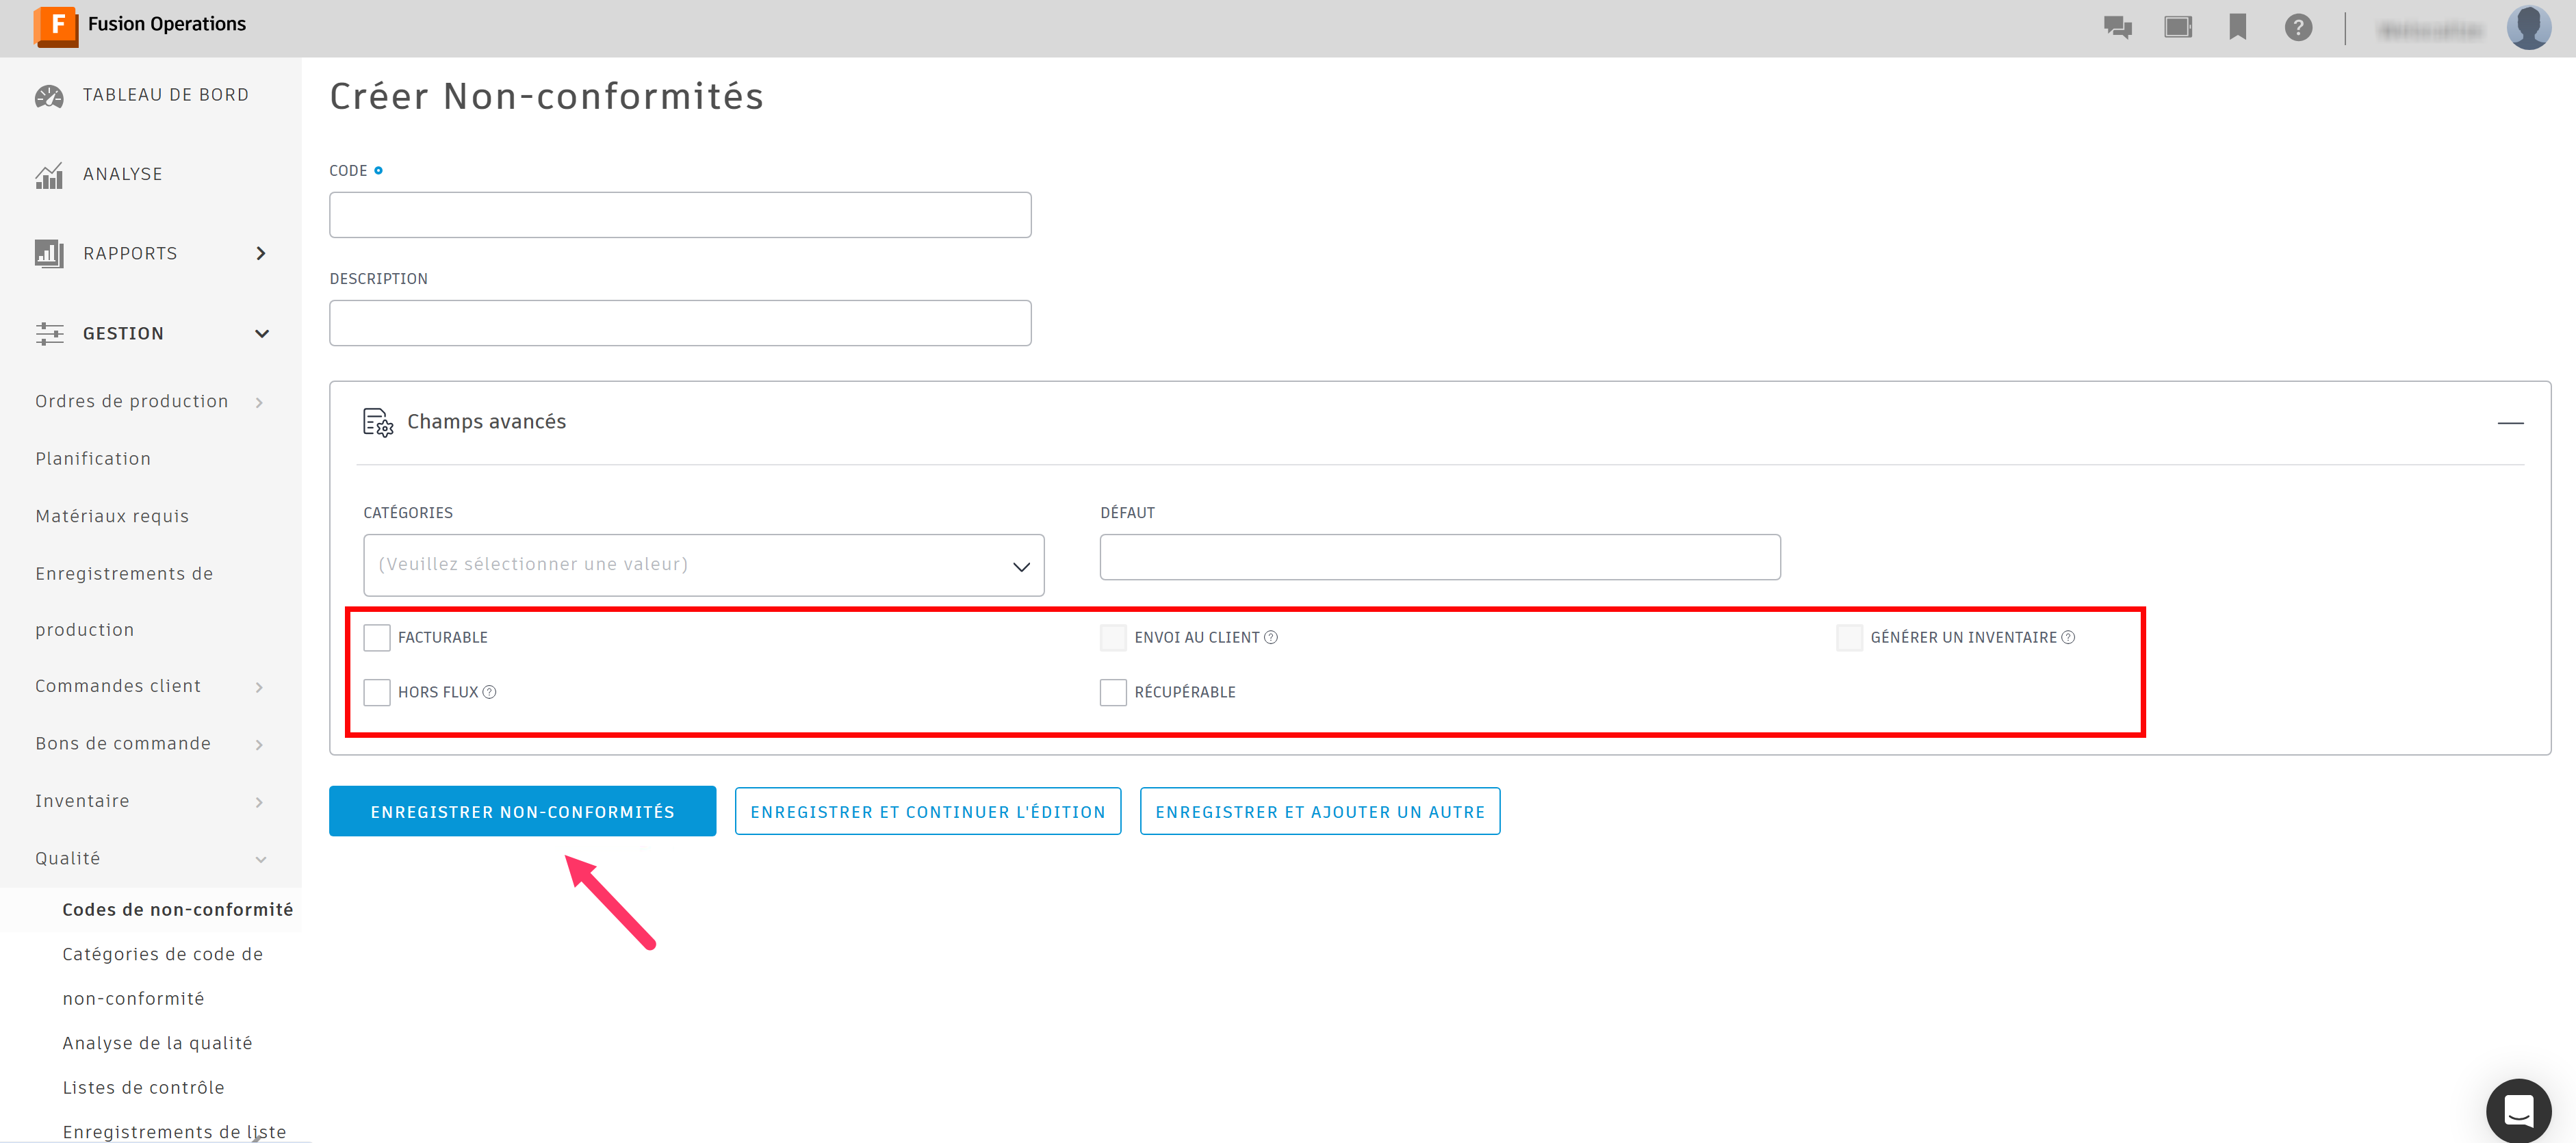 F Fusion Operations
?
TABLEAU DE BORD
ANALYSE
RAPPORTS
GESTION
Ordres de production
Planification
Matériaux requis
Enregistrements de
production
Commandes client
Bons de commande
Inventaire
Qualité
Codes de non-conformité
Catégories de code de
non-conformité
Analyse de la qualité
Listes de contrôle
Enregistrements de liste
Créer Non-conformités
CODE
DESCRIPTION
Champs avancés
CATÉGORIES
DÉFAUT
(Veuillez sélectionner une valeur)
FACTURABLE
ENVOI AU CLIENT ?
GÉNÉRER UN INVENTAIRE ?
HORS FLUX ?
RÉCUPÉRABLE
ENREGISTRER NON-CONFORMITÉS
ENREGISTRER ET CONTINUER L'ÉDITION
ENREGISTRER ET AJOUTER UN AUTRE